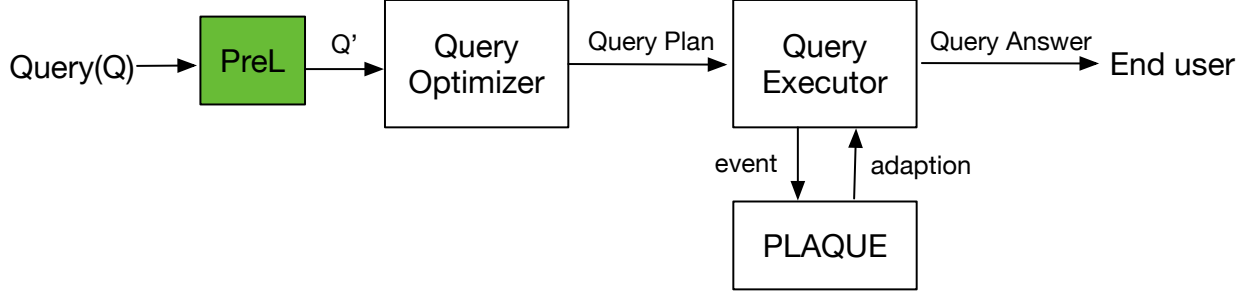 Query(Q)
PreL
Q’
Query
Optimizer
Query Plan
Query
Executor
Query Answer
End user
event
adaption
PLAQUE